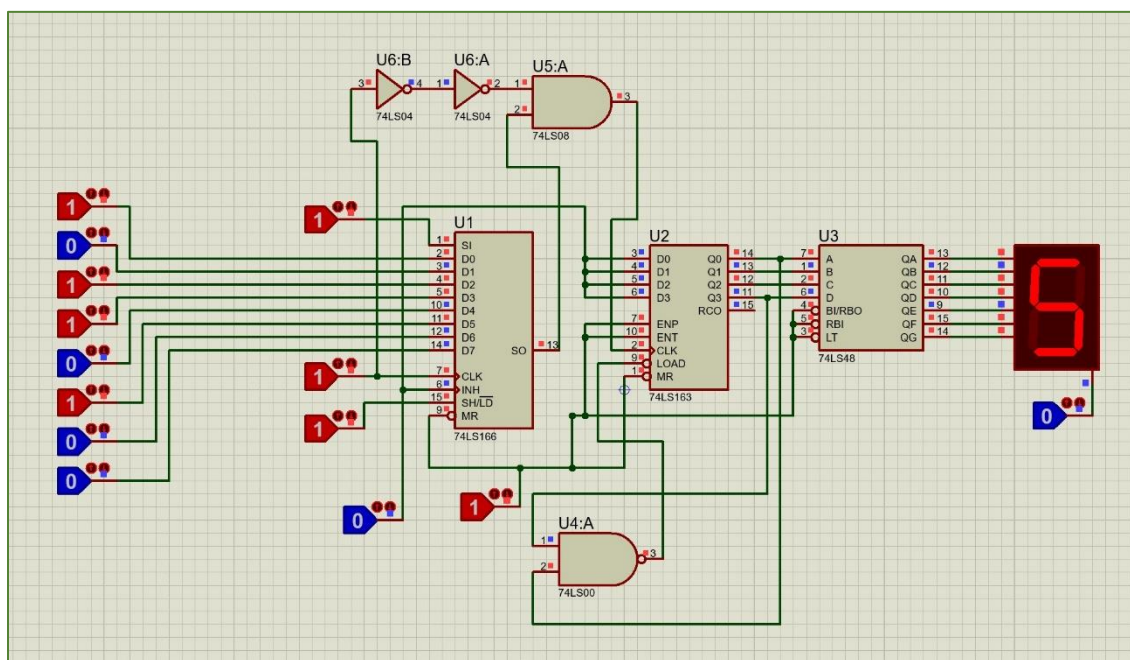 U6:B
U6:A
U5:A
3
4
1
2
1
2
3
74LS04
74LS04
74LS08
1
0
1
1
0
1
0
0
1
1
1
0
1
0
U1
1 SI
2 D0
3 D1
4 D2
5 D3
10 D4
11 D5
12 D6
14 D7
SO 13
7 CLK
6 INH
15 SH/LD
9 MR
74LS166
U2
3 D0 Q0 14
4 D1 Q1 13
5 D2 Q2 12
6 D3 Q3 11
RCO 15
7 ENP
10 ENT
2 CLK
9 LOAD
1 MR
74LS163
U3
7 A QA 13
1 B QB 12
2 C QC 11
6 D QD 10
4 BI/RBO QE 9
5 RBI QF 15
3 LT QG 14
74LS48
5
U4:A
1
2
3
74LS00